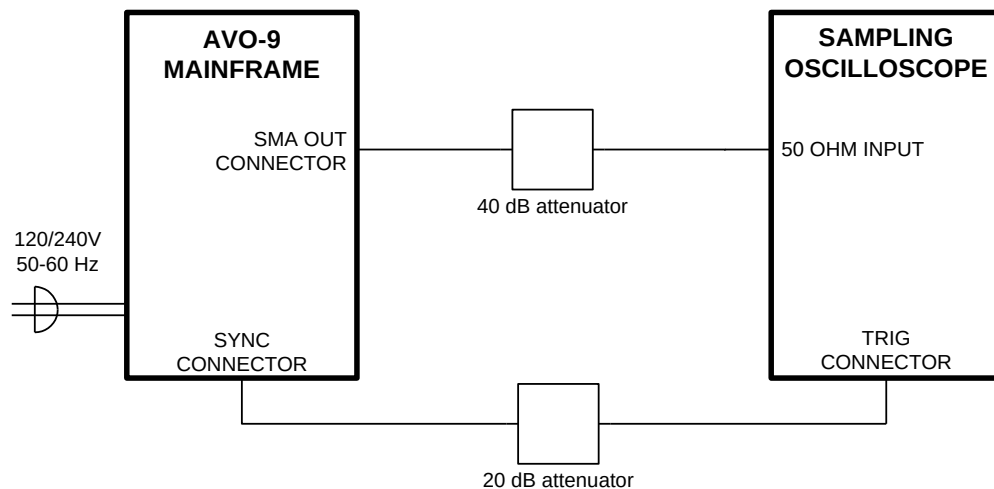 AVO-9
MAINFRAME
SAMPLING
OSCILLOSCOPE
SMA OUT
CONNECTOR
50 OHM INPUT
40 dB attenuator
120/240V
50-60 Hz
SYNC
CONNECTOR
TRIG
CONNECTOR
20 dB attenuator